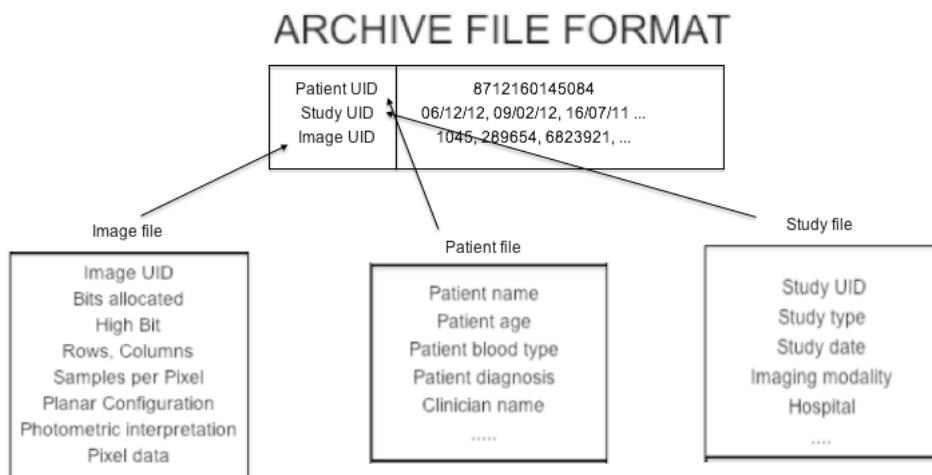 ARCHIVE FILE FORMAT
Patient UID 8712160145084
Study UID 06/12/12, 09/02/12, 16/07/11 ...
Image UID 1045, 289654, 6823921, ...
Image file
Image UID
Bits allocated
High Bit
Rows, Columns
Samples per Pixel
Planar Configuration
Photometric interpretation
Pixel data
Patient file
Patient name
Patient age
Patient blood type
Patient diagnosis
Clinician name
.....
Study file
Study UID
Study type
Study date
Imaging modality
Hospital
....